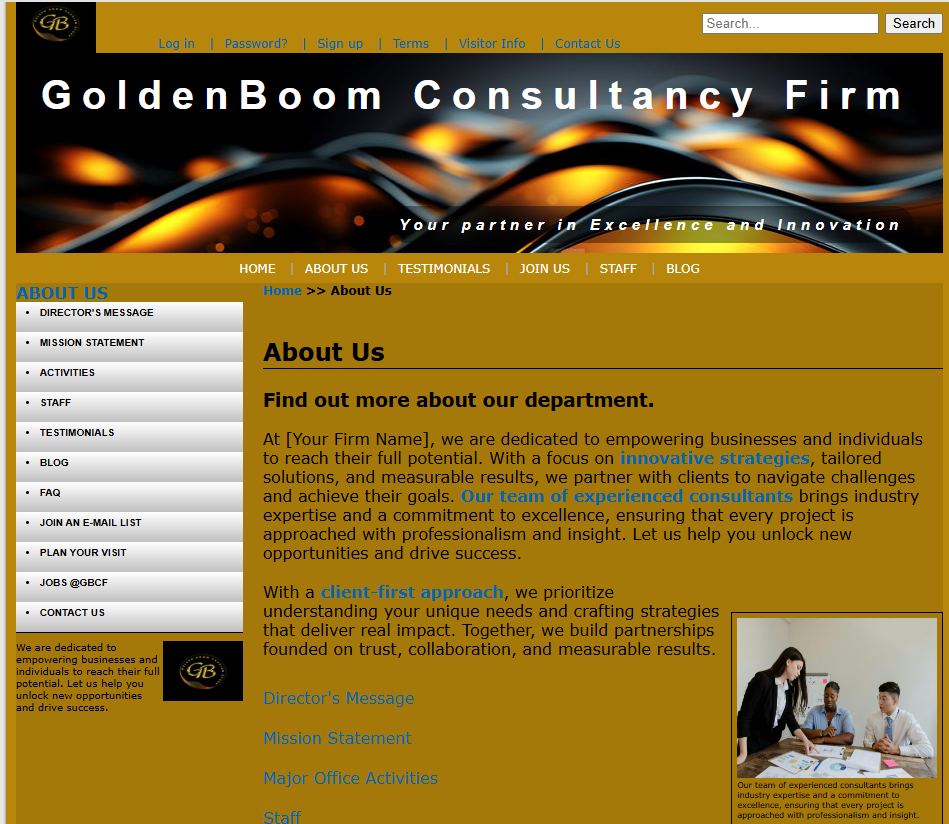 GB
Search...
Search
Log in | Password? | Sign up | Terms | Visitor Info | Contact Us
GoldenBoom Consultancy Firm
Your partner in Excellence and Innovation
HOME | ABOUT US | TESTIMONIALS | JOIN US | STAFF | BLOG
ABOUT US
• DIRECTOR'S MESSAGE
• MISSION STATEMENT
• ACTIVITIES
• STAFF
• TESTIMONIALS
• BLOG
• FAQ
• JOIN AN E-MAIL LIST
• PLAN YOUR VISIT
• JOBS @GBCF
• CONTACT US
We are dedicated to
empowering businesses and
individuals to reach their full
potential. Let us help you
unlock new opportunities
and drive success.
GB
Home >> About Us
About Us
Find out more about our department.
At [Your Firm Name], we are dedicated to empowering businesses and individuals
to reach their full potential. With a focus on innovative strategies, tailored
solutions, and measurable results, we partner with clients to navigate challenges
and achieve their goals. Our team of experienced consultants brings industry
expertise and a commitment to excellence, ensuring that every project is
approached with professionalism and insight. Let us help you unlock new
opportunities and drive success.
With a client-first approach, we prioritize
understanding your unique needs and crafting strategies
that deliver real impact. Together, we build partnerships
founded on trust, collaboration, and measurable results.
Director's Message
Mission Statement
Major Office Activities
Staff
Our team of experienced consultants brings
industry expertise and a commitment to
excellence, ensuring that every project is
approached with professionalism and insight.